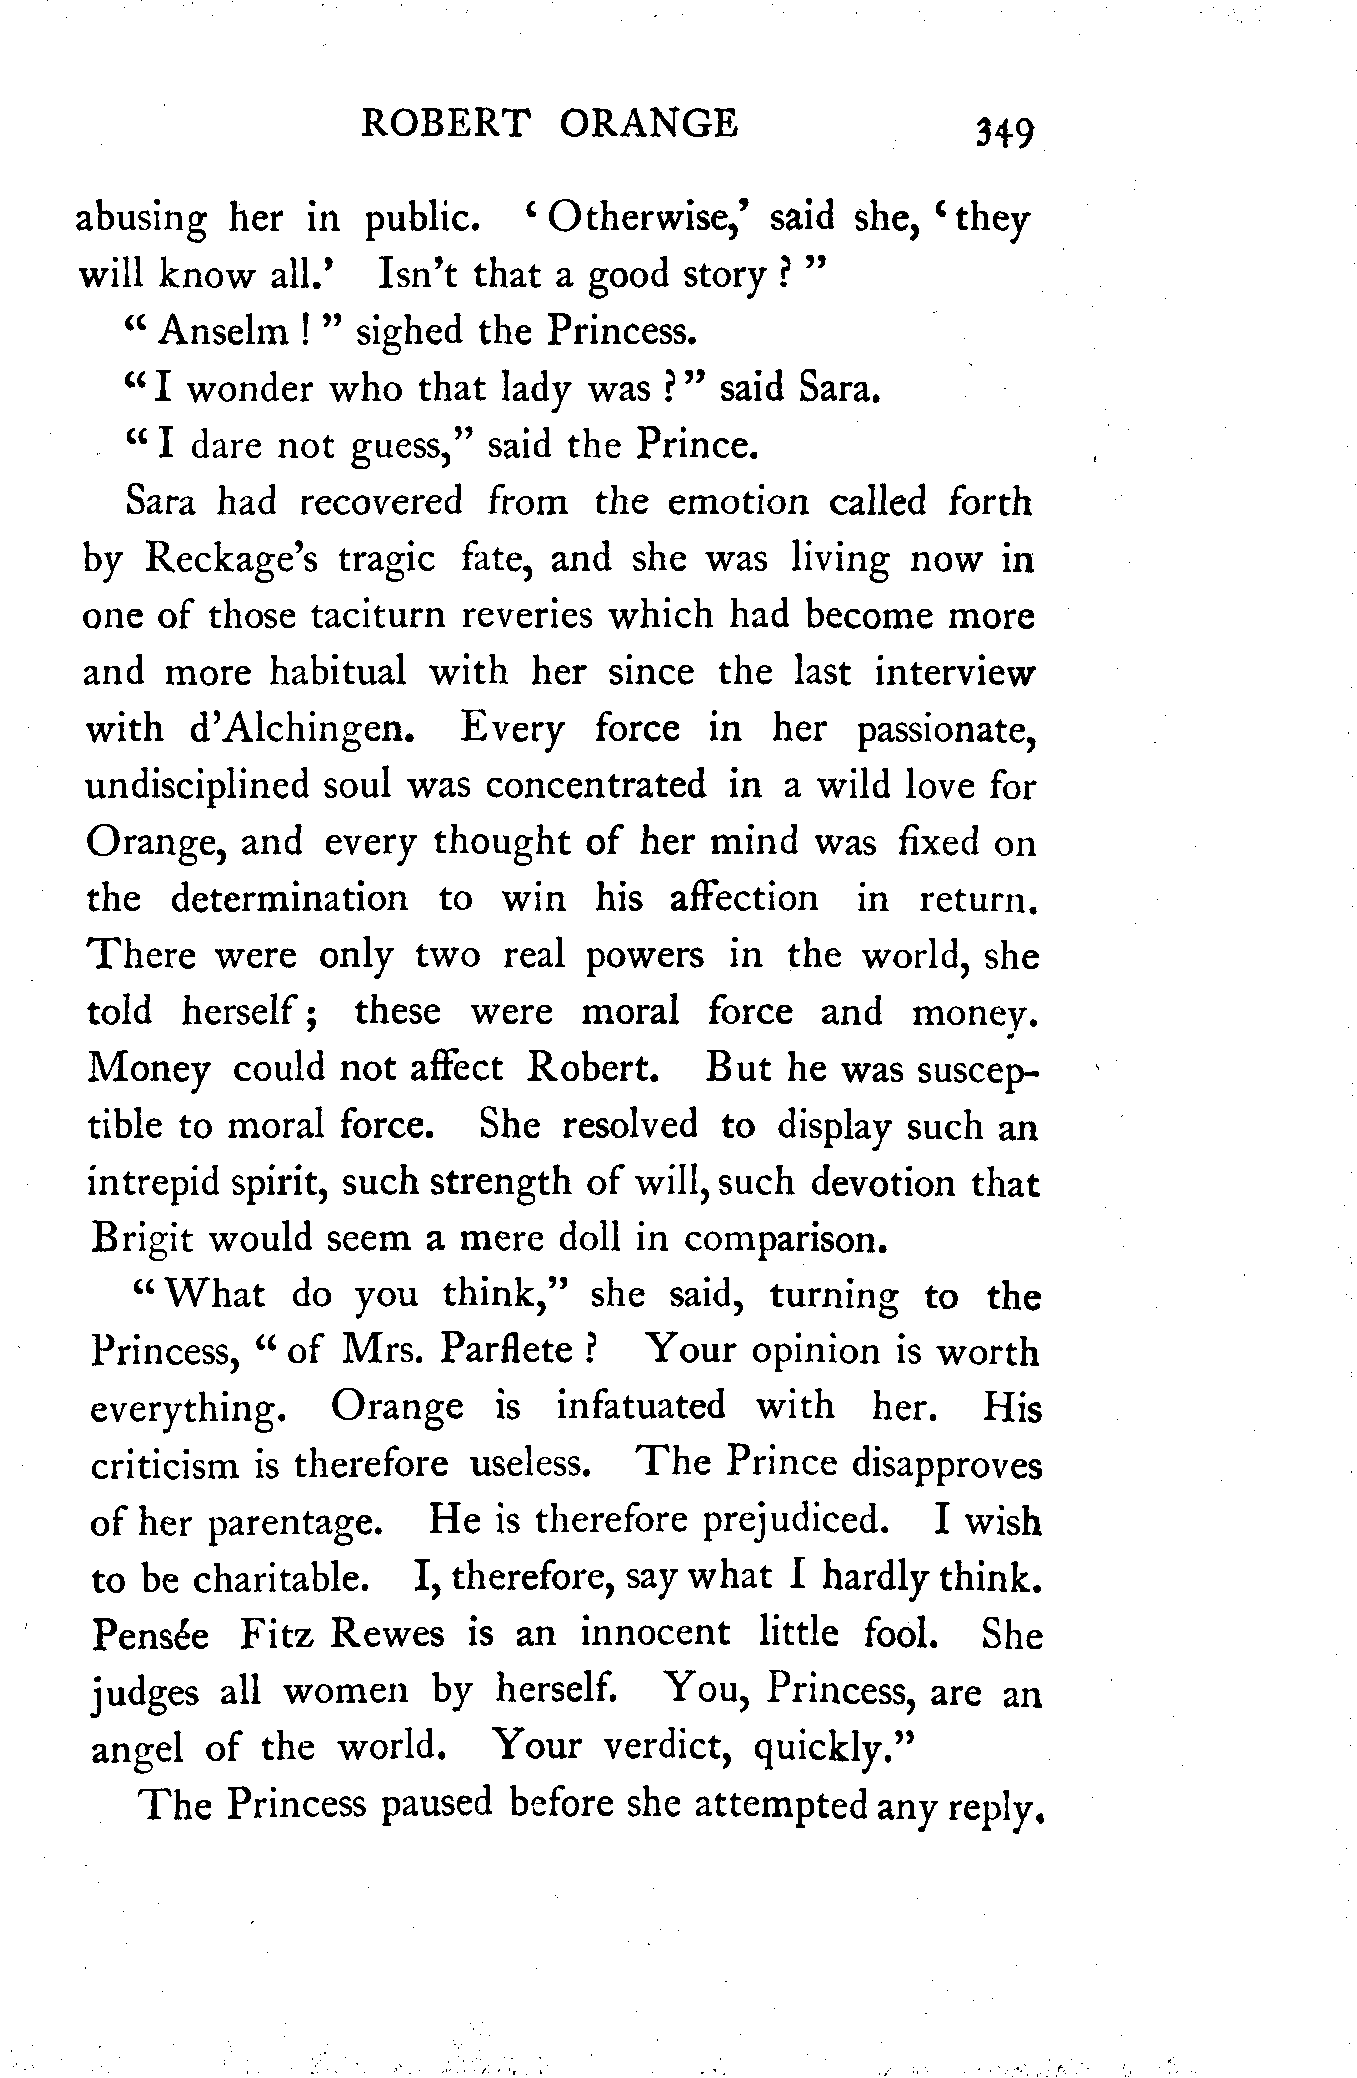 ROBERT ORANGE 349
abusing her in public. ‘Otherwise,’ said she, ‘they
will know all.’ Isn’t that a good story ? ”
“ Anselm ! ” sighed the Princess.
“ I wonder who that lady was ? ” said Sara.
“ I dare not guess,” said the Prince.
Sara had recovered from the emotion called forth
by Reckage’s tragic fate, and she was living now in
one of those taciturn reveries which had become more
and more habitual with her since the last interview
with d’Alchingen. Every force in her passionate,
undisciplined soul was concentrated in a wild love for
Orange, and every thought of her mind was fixed on
the determination to win his affection in return.
There were only two real powers in the world, she
told herself ; these were moral force and money.
Money could not affect Robert. But he was suscep-
tible to moral force. She resolved to display such an
intrepid spirit, such strength of will, such devotion that
Brigit would seem a mere doll in comparison.
“ What do you think,” she said, turning to the
Princess, “ of Mrs. Parflete ? Your opinion is worth
everything. Orange is infatuated with her. His
criticism is therefore useless. The Prince disapproves
of her parentage. He is therefore prejudiced. I wish
to be charitable. I, therefore, say what I hardly think.
Pensée Fitz Rewes is an innocent little fool. She
judges all women by herself. You, Princess, are an
angel of the world. Your verdict, quickly.”
The Princess paused before she attempted any reply.